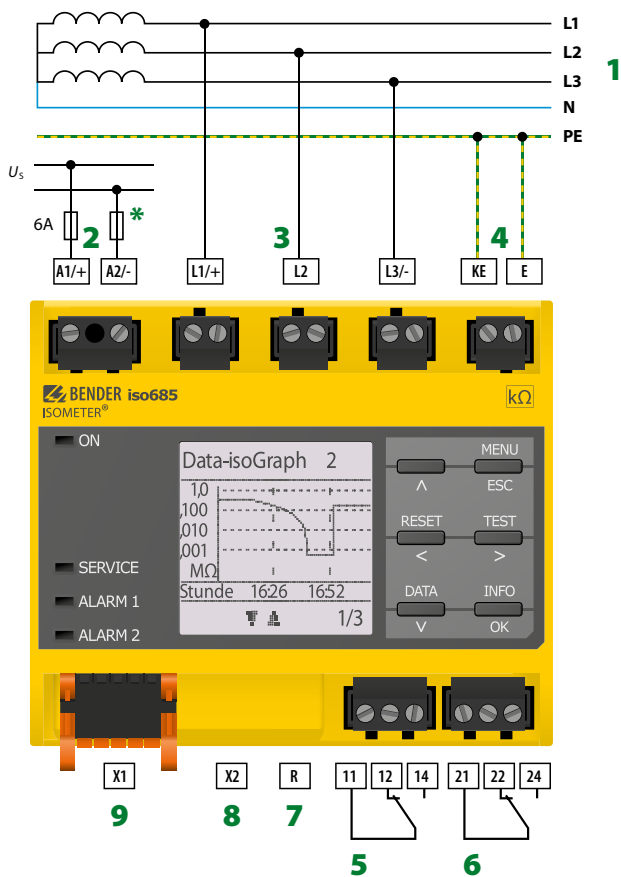 L1
L2
L3
1
N
PE
Us
6A
2
*
3
4
A1/+
A2/-
L1/+
L2
L3/-
KE
E
BENDER iso685
ISOMETER®
kΩ
ON
SERVICE
ALARM 1
ALARM 2
Data-isoGraph 2
1,0
,100
,010
,001
MΩ
Stunde 16:26 16:52
1/3
MENU
∧ ESC
RESET TEST
< >
DATA INFO
∨ OK
X1
X2
R
11
12
14
21
22
24
9
8
7
5
6